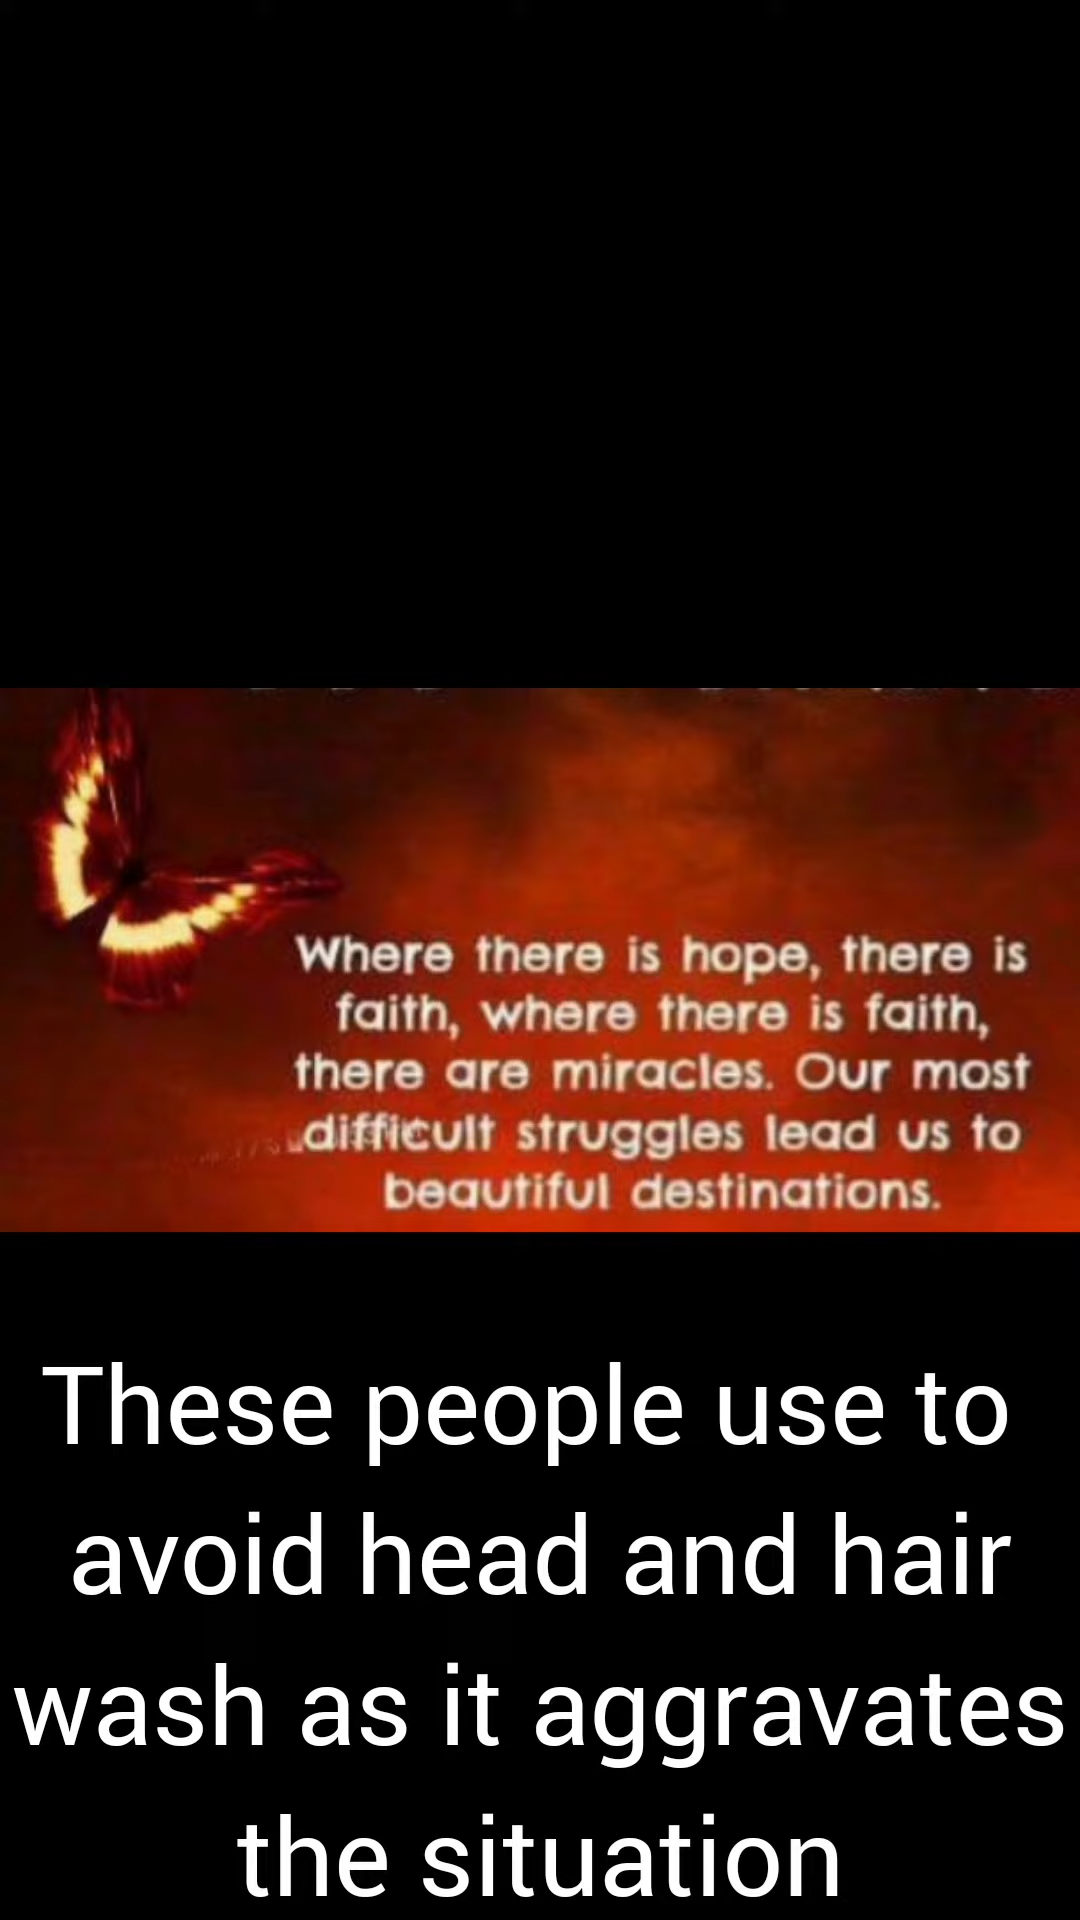 Where there is hope, there is
faith, where there is faith,
there are miracles. Our most
difficult struggles lead us to
beautiful destinations.
These people use to
avoid head and hair
wash as it aggravates
the situation